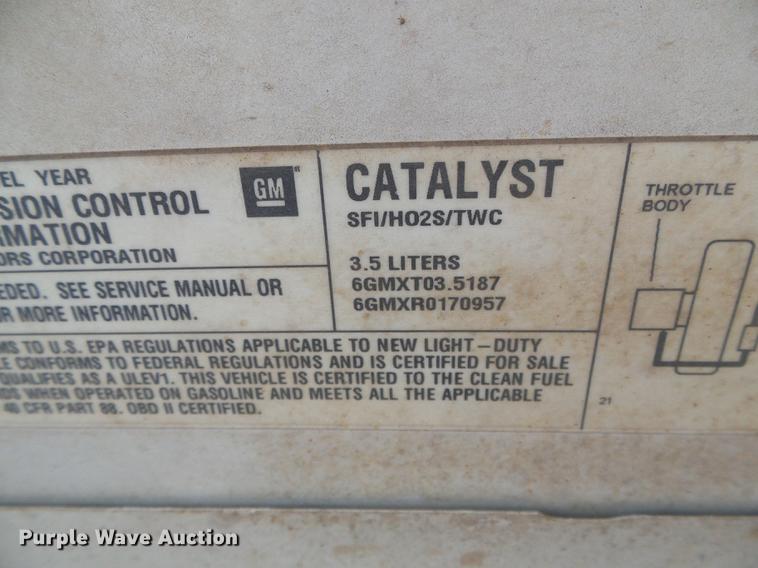 EL YEAR
SION CONTROL
RMATION
ORS CORPORATION
GM
EDED. SEE SERVICE MANUAL OR
R MORE INFORMATION.
CATALYST
SFI/HO2S/TWC
3.5 LITERS
6GMXT03.5187
6GMXR0170957
MS TO U.S. EPA REGULATIONS APPLICABLE TO NEW LIGHT-DUTY
LE CONFORMS TO FEDERAL REGULATIONS AND IS CERTIFIED FOR SALE
QUALIFIES AS A ULEV1. THIS VEHICLE IS CERTIFIED TO THE CLEAN FUEL
DS WHEN OPERATED ON GASOLINE AND MEETS ALL THE APPLICABLE
40 CFR PART 88. OBD II CERTIFIED.
THROTTLE
BODY
21
Purple Wave Auction